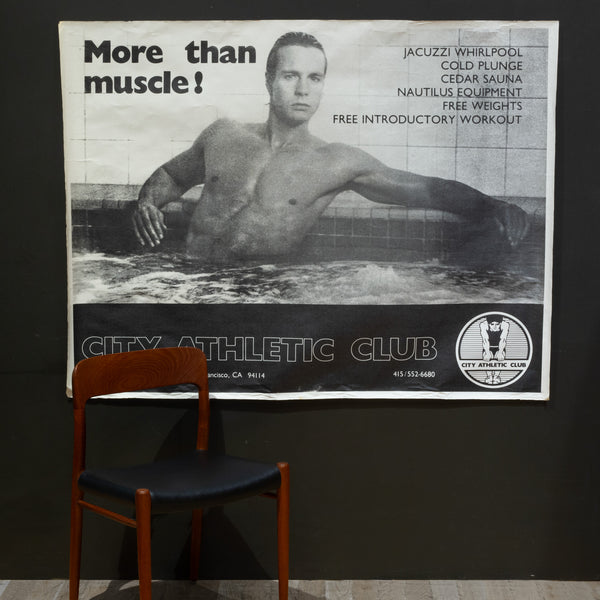 More than
muscle!
JACUZZI WHIRLPOOL
COLD PLUNGE
CEDAR SAUNA
NAUTILUS EQUIPMENT
FREE WEIGHTS
FREE INTRODUCTORY WORKOUT
CITY ATHLETIC CLUB
CITY ATHLETIC CLUB
CA 94114
415/552-6680